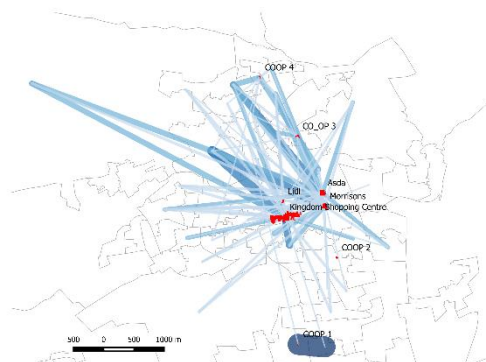 COOP 4
CO_OP 3
Asda
Lidl
Morrisons
Kingdom Shopping Centre
COOP 2
COOP 1
500 0 500 1000 m